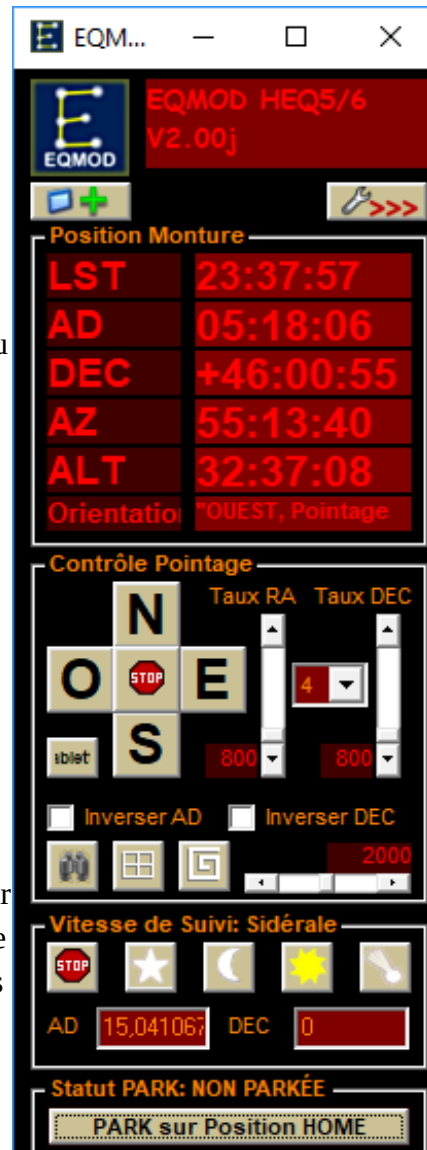 EQM...
EQMOD HEQ5/6
V2.00j
EQMOD
>>>
Position Monture
LST 23:37:57
AD 05:18:06
DEC +46:00:55
AZ 55:13:40
ALT 32:37:08
Orientatio "OUEST, Pointage
Contrôle Pointage
Taux RA Taux DEC
N
O STOP E
4
S
ablet
800 800
Inverser AD Inverser DEC
2000
Vitesse de Suivi: Sidérale
STOP
AD 15,041067 DEC 0
Statut PARK: NON PARKÉE
PARK sur Position HOME